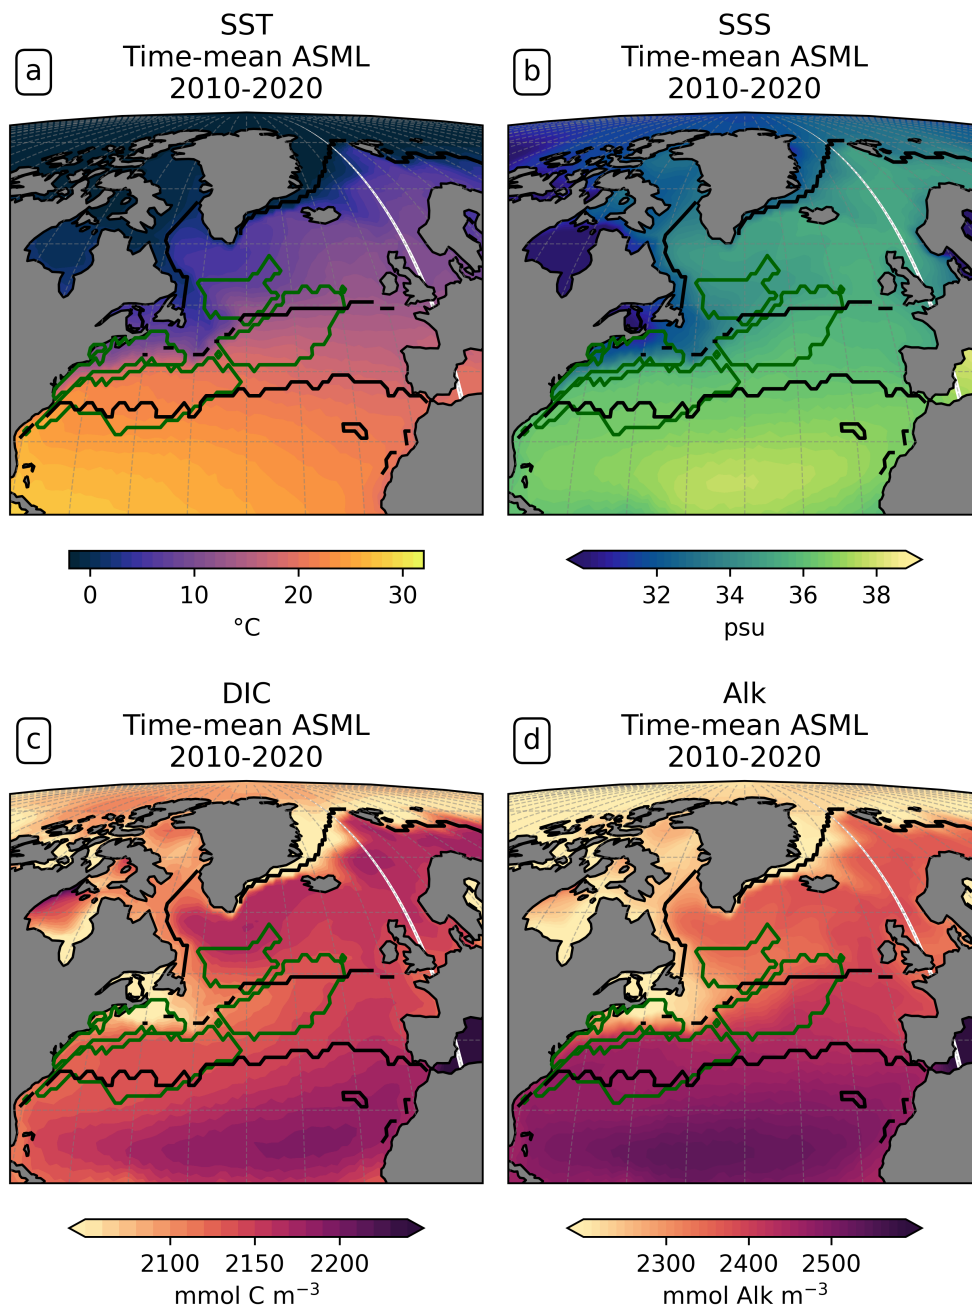 SST
Time-mean ASML
2010-2020
a
0 10 20 30
°C
SSS
Time-mean ASML
2010-2020
b
32 34 36 38
psu
DIC
Time-mean ASML
2010-2020
c
2100 2150 2200
mmol C m⁻³
Alk
Time-mean ASML
2010-2020
d
2300 2400 2500
mmol Alk m⁻³